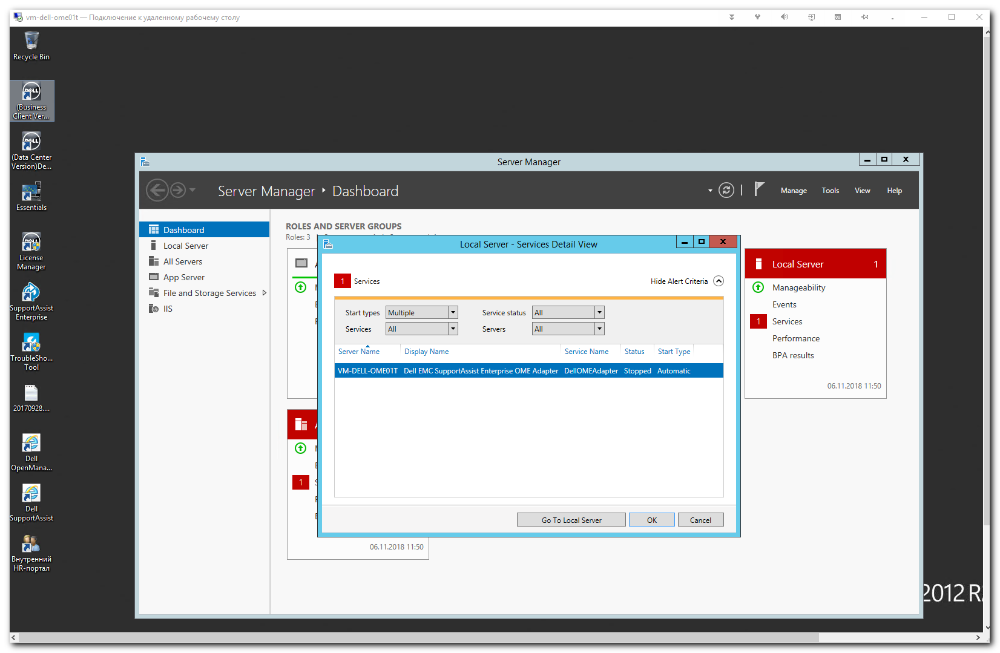 vm-dell-ome01t — Подключение к удаленному рабочему столу
Recycle Bin
(Business
Client Ver...
(Data Center
Version)De...
Essentials
License
Manager
SupportAssist
Enterprise
TroubleSho...
Tool
20170928....
Dell
OpenMana...
Dell
SupportAssist
Внутренний
HR-портал
Server Manager
Server Manager
Dashboard
Manage
Tools
View
Help
Dashboard
Local Server
All Servers
App Server
File and Storage Services
IIS
ROLES AND SERVER GROUPS
Roles: 3
Local Server - Services Detail View
1 Services
Hide Alert Criteria
Start types Multiple
Service status All
Services All
Servers All
Server Name Display Name Service Name Status Start Type
VM-DELL-OME01T Dell EMC SupportAssist Enterprise OME Adapter DellOMEAdapter Stopped Automatic
Go To Local Server
OK
Cancel
1
06.11.2018 11:50
Local Server 1
Manageability
Events
1 Services
Performance
BPA results
06.11.2018 11:50
2012 R